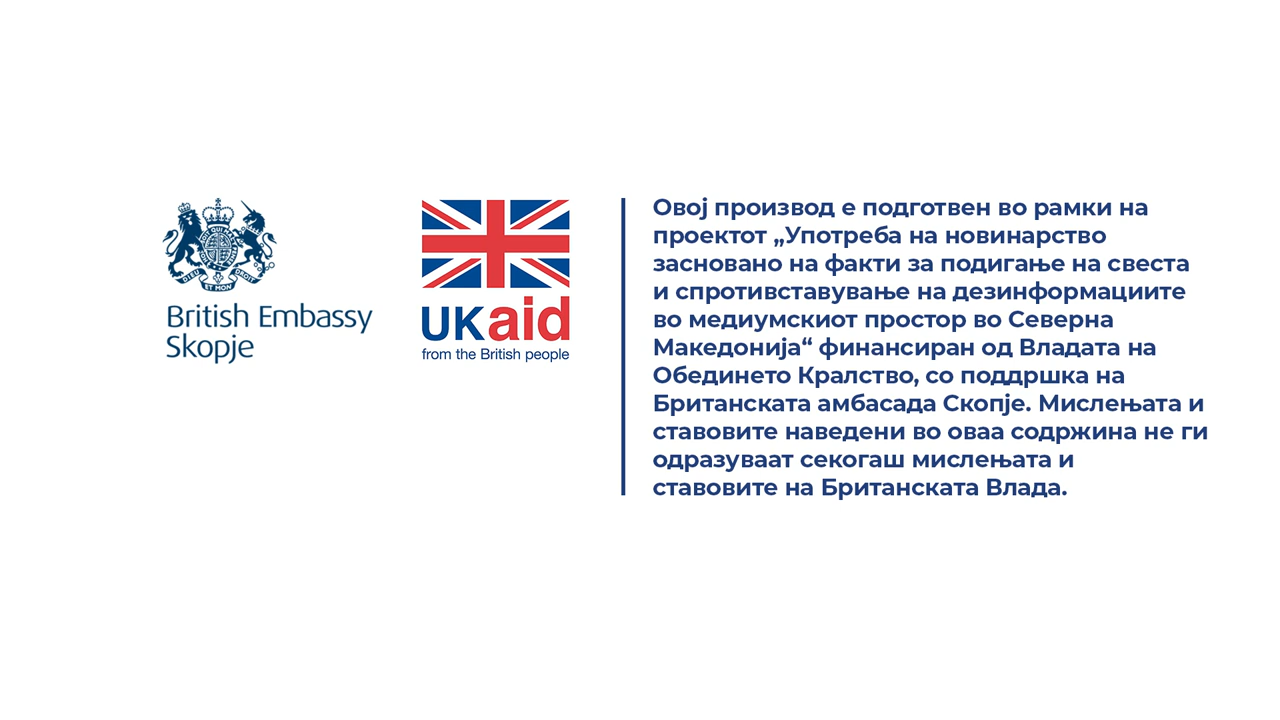 British Embassy
Skopje
UKaid
from the British people
Овој производ е подготвен во рамки на
проектот „Употреба на новинарство
засновано на факти за подигање на свеста
и спротивставување на дезинформациите
во медиумскиот простор во Северна
Македонија“ финансиран од Владата на
Обединето Кралство, со поддршка на
Британската амбасада Скопје. Мислењата и
ставовите наведени во оваа содржина не ги
одразуваат секогаш мислењата и
ставовите на Британската Влада.